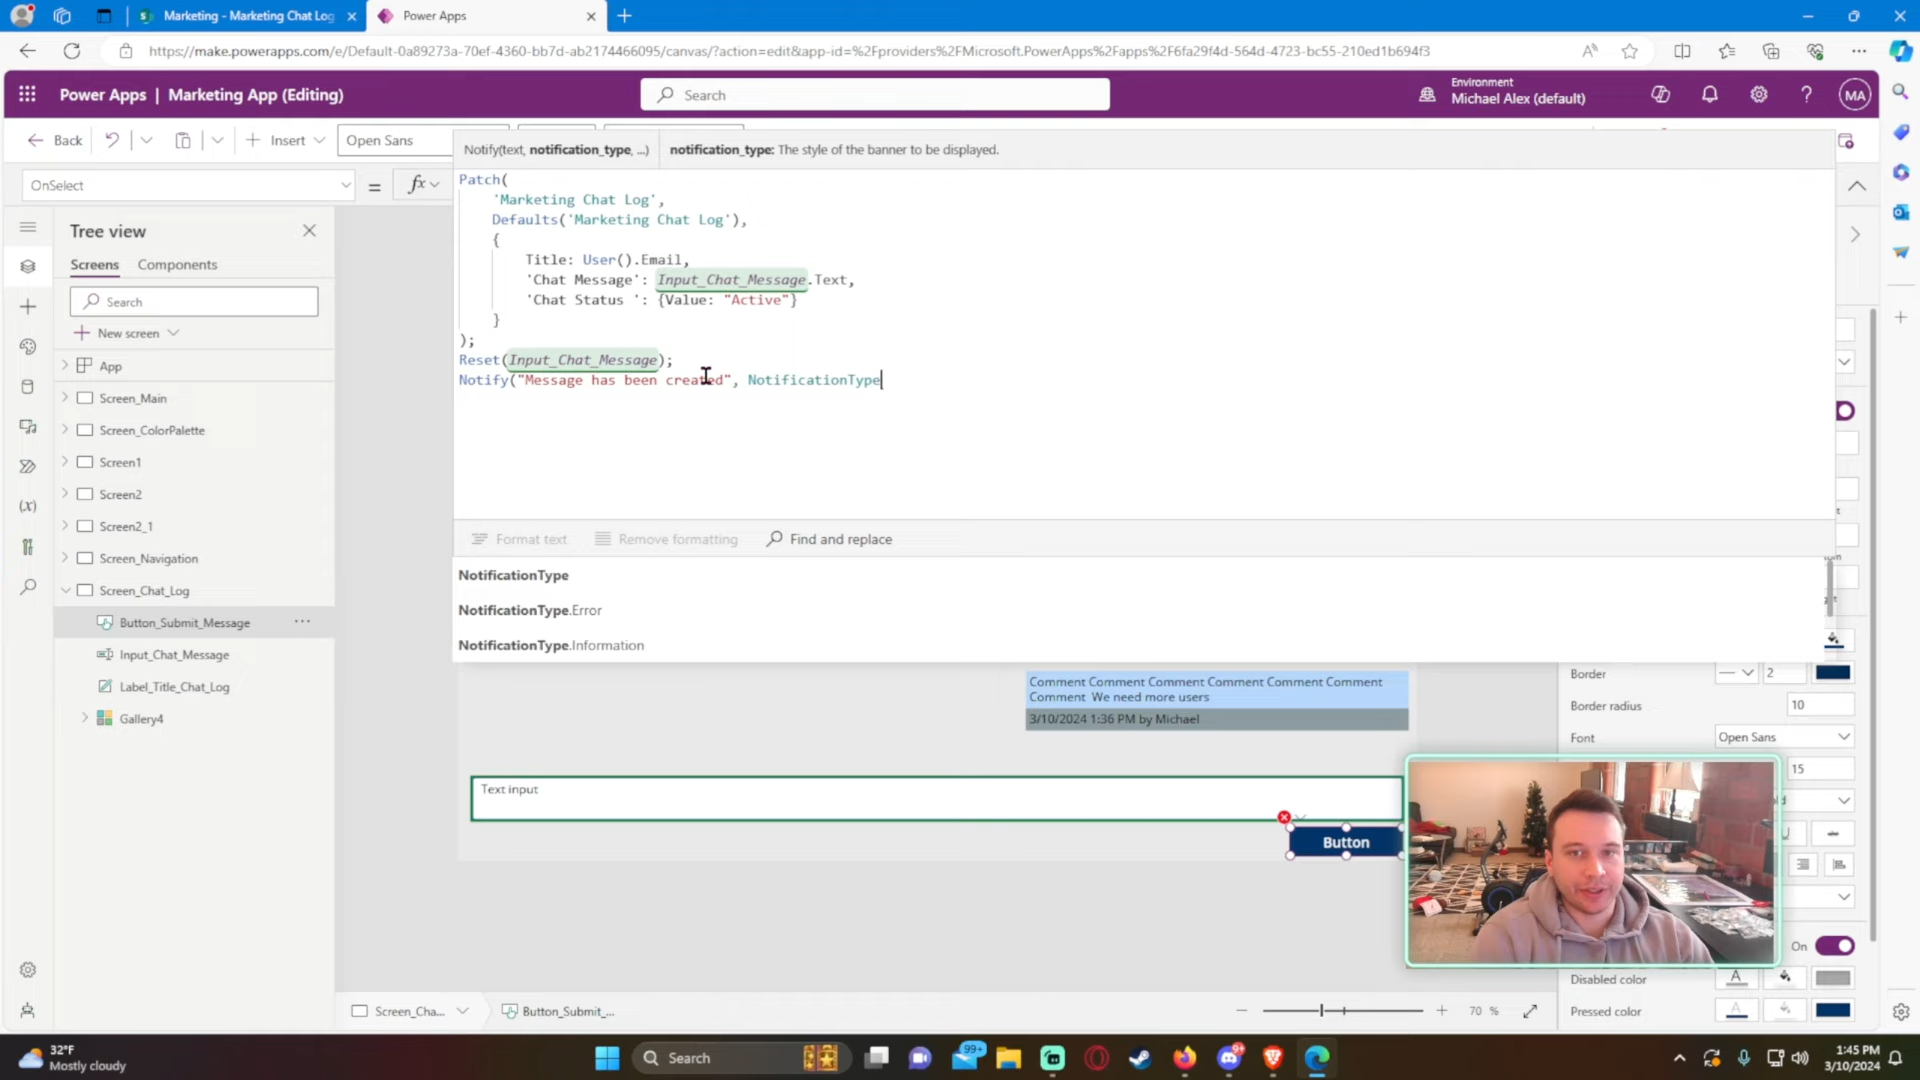 Marketing - Marketing Chat Log
Power Apps
https://make.powerapps.com/e/Default-0a89273a-70ef-4360-bb7d-ab2174466095/canvas/?action=edit&app-id=%2Fproviders%2FMicrosoft.PowerApps%2Fapps%2F6fa29f4d-564d-4723-bc55-210ed1b694f3
Power Apps | Marketing App (Editing)
Search
Environment
Michael Alex (default)
MA
Back
Insert
Open Sans
Notify(text, notification_type, ...)
notification_type: The style of the banner to be displayed.
OnSelect
=
fx
Patch(
'Marketing Chat Log',
Defaults('Marketing Chat Log'),
{
Title: User().Email,
'Chat Message': Input_Chat_Message.Text,
'Chat Status ': {Value: "Active"}
}
);
Reset(Input_Chat_Message);
Notify("Message has been created", NotificationType
Tree view
Screens
Components
Search
New screen
App
Screen_Main
Screen_ColorPalette
Screen1
Screen2
Screen2_1
Screen_Navigation
Screen_Chat_Log
Button_Submit_Message
Input_Chat_Message
Label_Title_Chat_Log
Gallery4
Format text
Remove formatting
Find and replace
NotificationType
NotificationType.Error
NotificationType.Information
Comment Comment Comment Comment Comment Comment
Comment We need more users
3/10/2024 1:36 PM by Michael
Text input
Button
Border
2
Border radius
10
Font
Open Sans
15
On
Disabled color
Pressed color
Screen_Cha...
Button_Submit_...
70 %
32°F
Mostly cloudy
Search
99+
9+
1:45 PM
3/10/2024